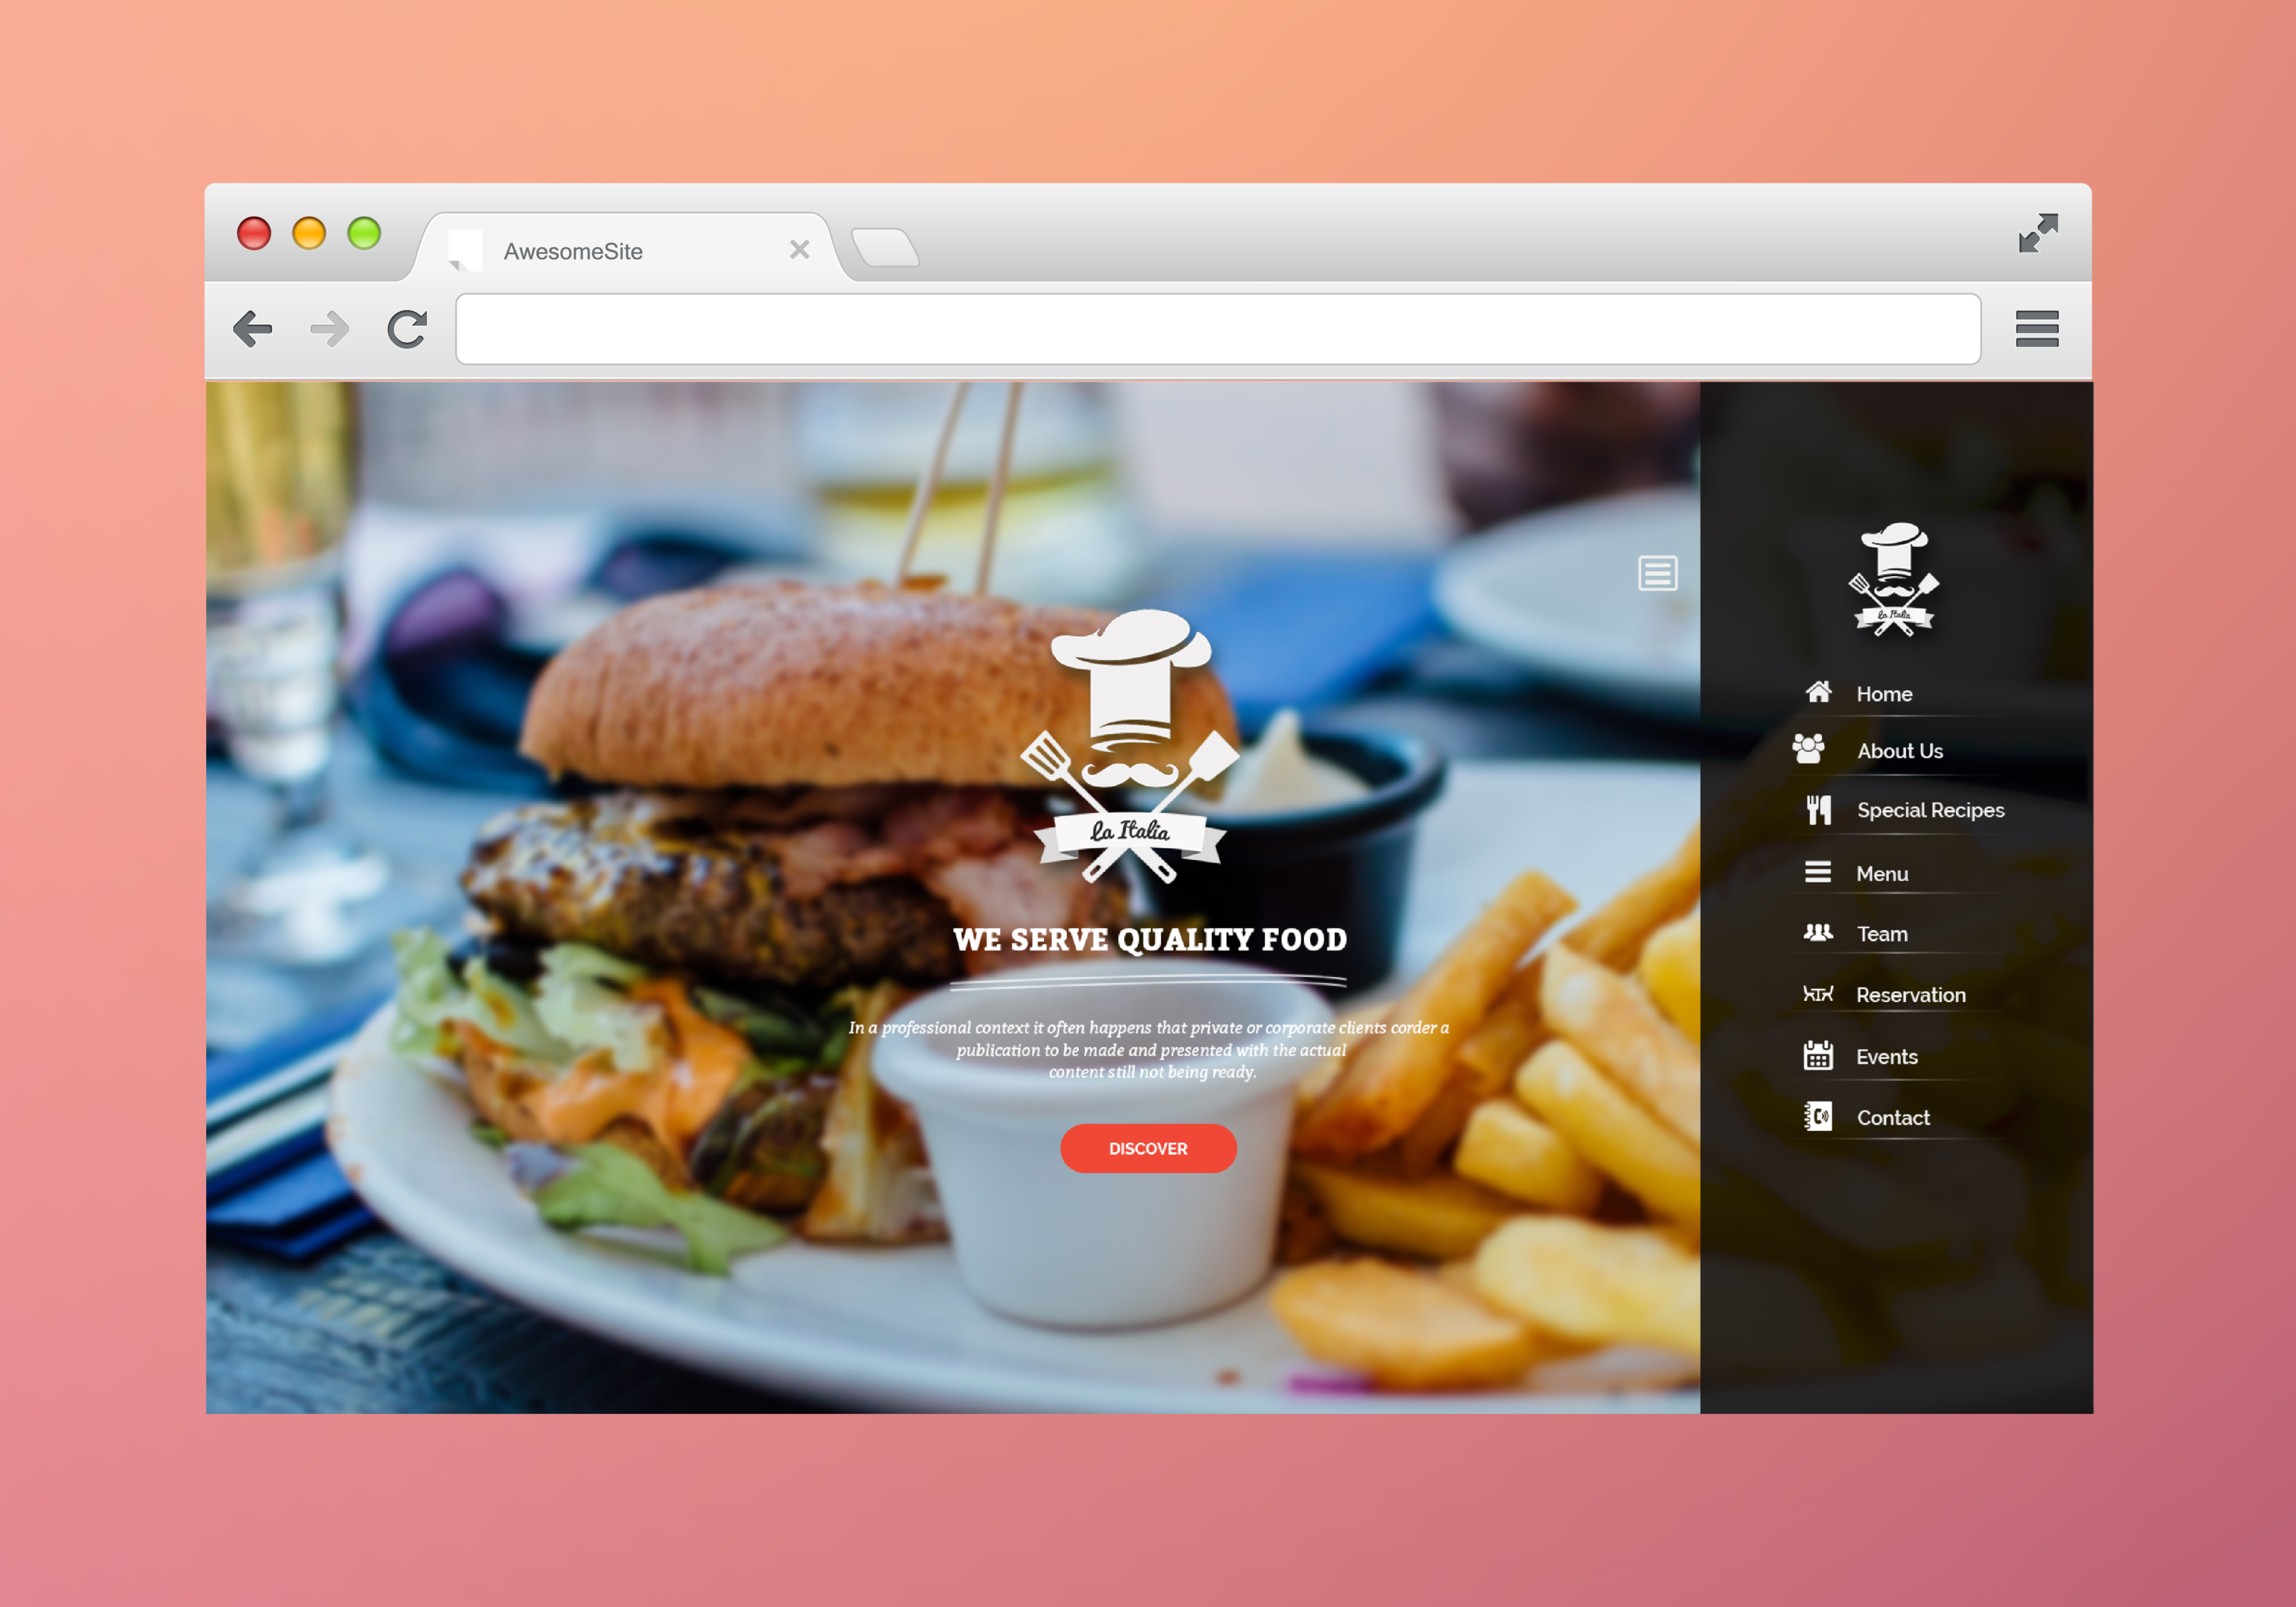 AwesomeSite
la Italia
WE SERVE QUALITY FOOD
In a professional context it often happens that private or corporate clients corder a
publication to be made and presented with the actual
content still not being ready.
DISCOVER
la Italia
Home
About Us
Special Recipes
Menu
Team
Reservation
Events
Contact